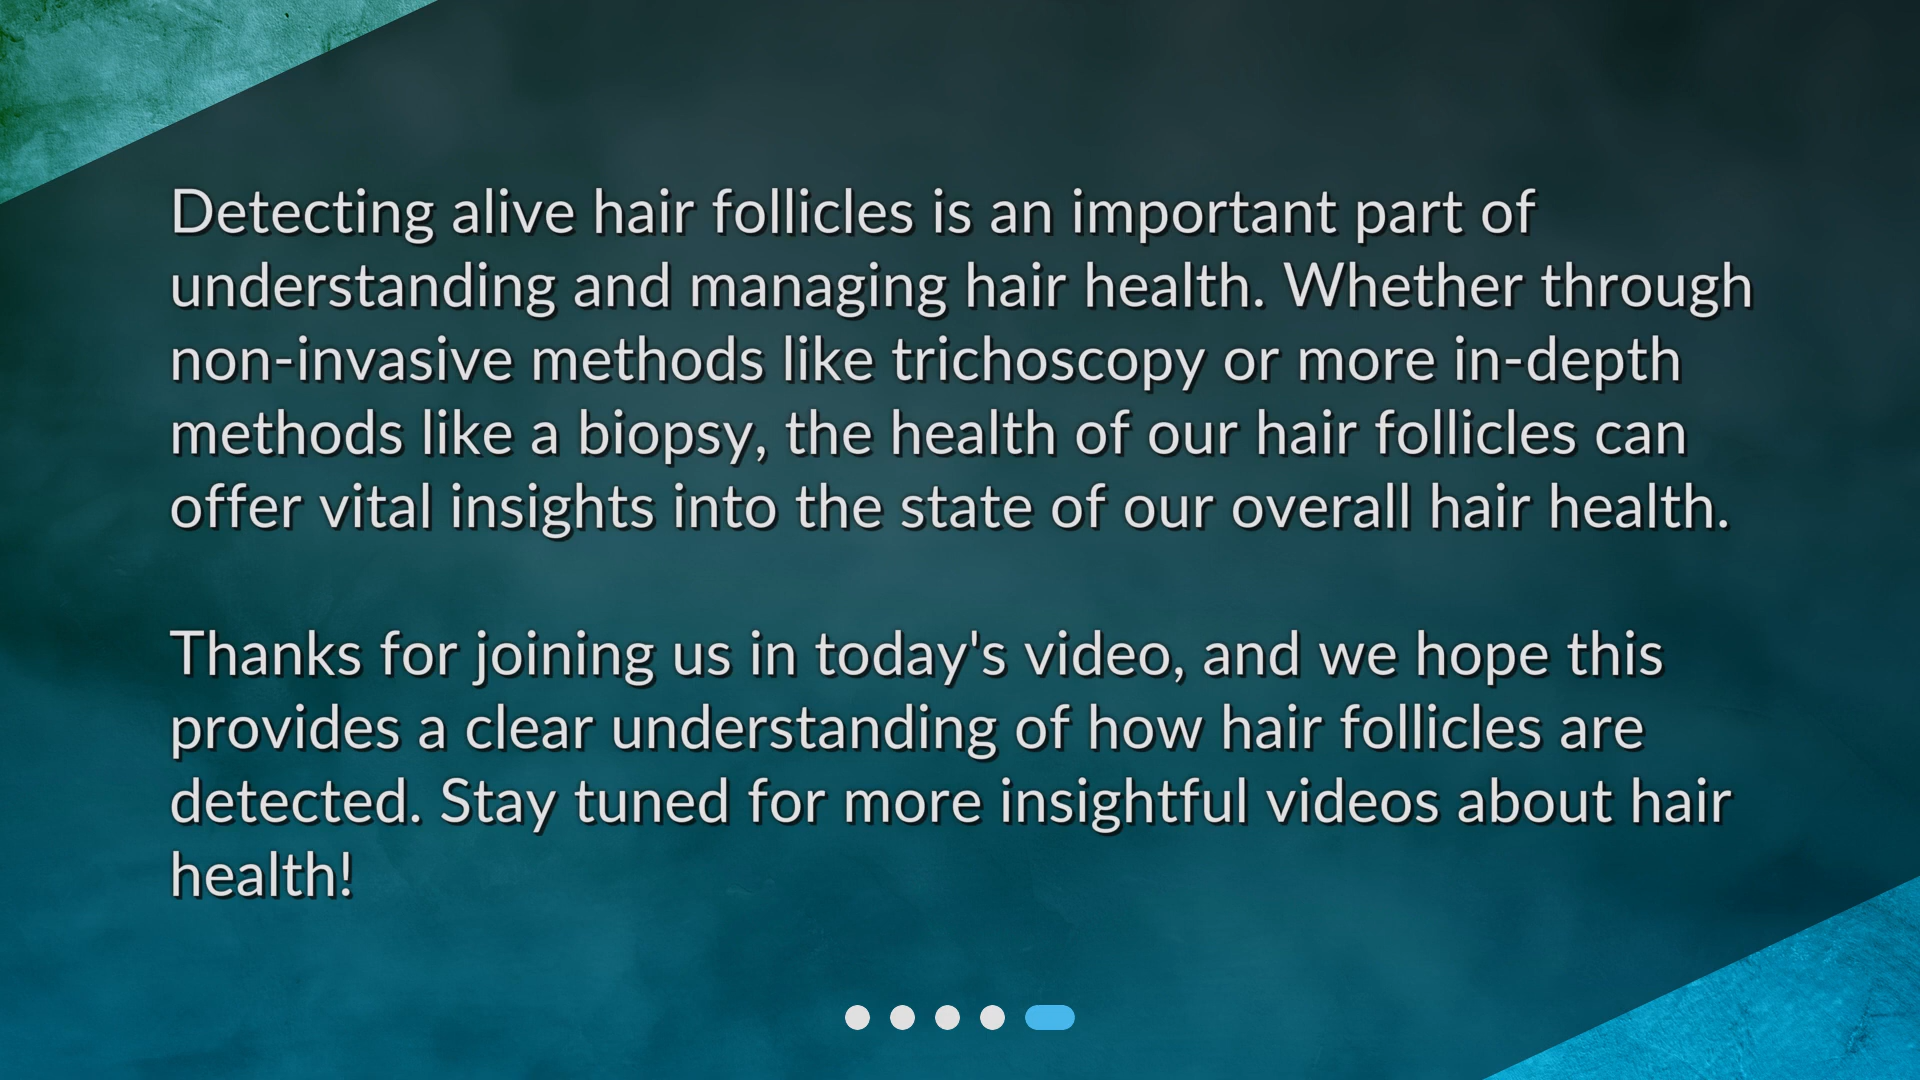 Detecting alive hair follicles is an important part of
understanding and managing hair health. Whether through
non-invasive methods like trichoscopy or more in-depth
methods like a biopsy, the health of our hair follicles can
offer vital insights into the state of our overall hair health.
Thanks for joining us in today's video, and we hope this
provides a clear understanding of how hair follicles are
detected. Stay tuned for more insightful videos about hair
health!